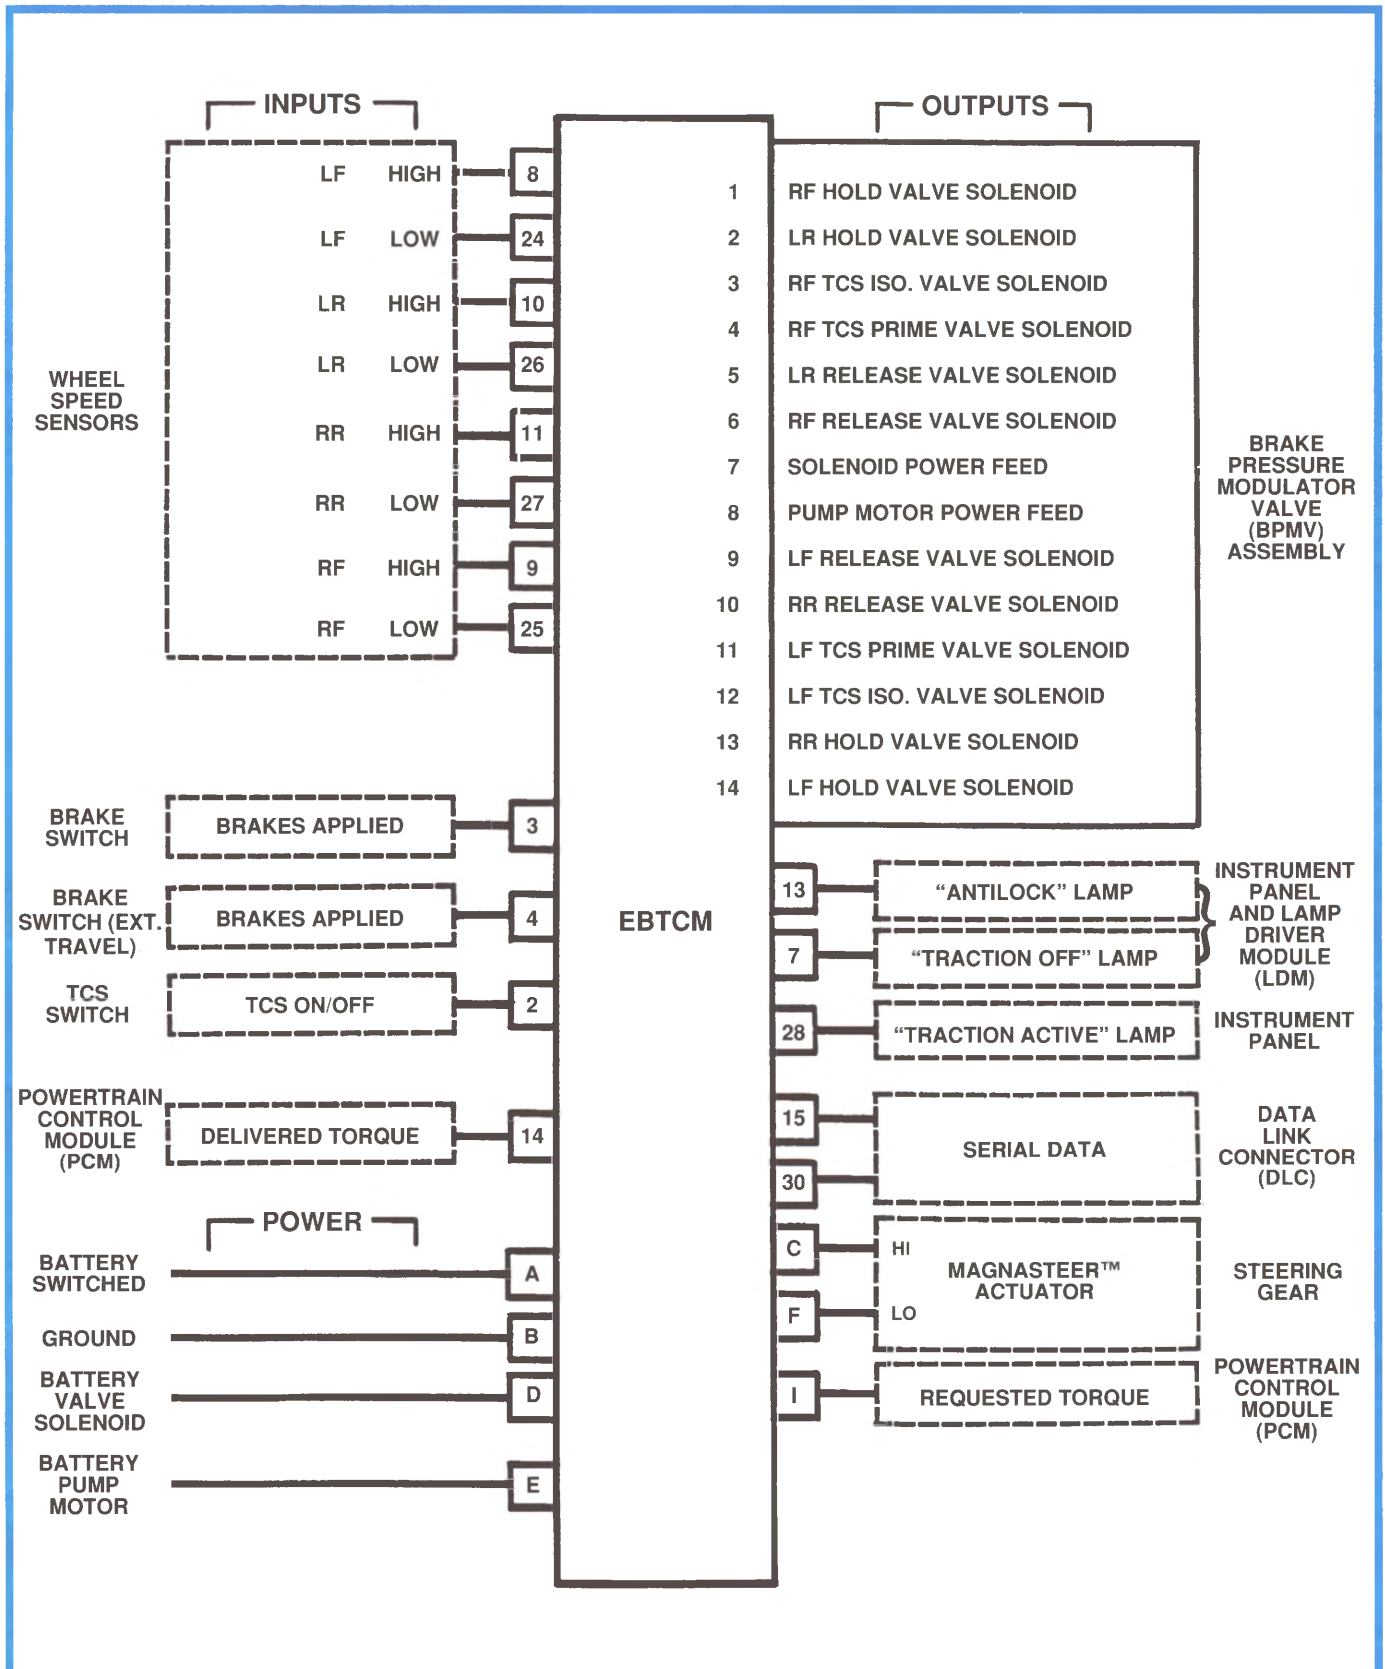 INPUTS
LF HIGH 8
LF LOW 24
LR HIGH 10
LR LOW 26
RR HIGH 11
RR LOW 27
RF HIGH 9
RF LOW 25
WHEEL
SPEED
SENSORS
BRAKE
SWITCH
BRAKES APPLIED 3
BRAKE
SWITCH (EXT.
TRAVEL)
BRAKES APPLIED 4
TCS
SWITCH
TCS ON/OFF 2
POWERTRAIN
CONTROL
MODULE
(PCM)
DELIVERED TORQUE 14
POWER
BATTERY
SWITCHED
A
GROUND B
BATTERY
VALVE
SOLENOID
D
BATTERY
PUMP
MOTOR
E
EBTCM
OUTPUTS
1 RF HOLD VALVE SOLENOID
2 LR HOLD VALVE SOLENOID
3 RF TCS ISO. VALVE SOLENOID
4 RF TCS PRIME VALVE SOLENOID
5 LR RELEASE VALVE SOLENOID
6 RF RELEASE VALVE SOLENOID
7 SOLENOID POWER FEED
8 PUMP MOTOR POWER FEED
9 LF RELEASE VALVE SOLENOID
10 RR RELEASE VALVE SOLENOID
11 LF TCS PRIME VALVE SOLENOID
12 LF TCS ISO. VALVE SOLENOID
13 RR HOLD VALVE SOLENOID
14 LF HOLD VALVE SOLENOID
BRAKE
PRESSURE
MODULATOR
VALVE
(BPMV)
ASSEMBLY
13 “ANTILOCK” LAMP
7 “TRACTION OFF” LAMP
INSTRUMENT
PANEL
AND LAMP
DRIVER
MODULE
(LDM)
28 “TRACTION ACTIVE” LAMP
INSTRUMENT
PANEL
15
SERIAL DATA
30
DATA
LINK
CONNECTOR
(DLC)
C HI
MAGNASTEER™
ACTUATOR
F LO
STEERING
GEAR
I REQUESTED TORQUE
POWERTRAIN
CONTROL
MODULE
(PCM)